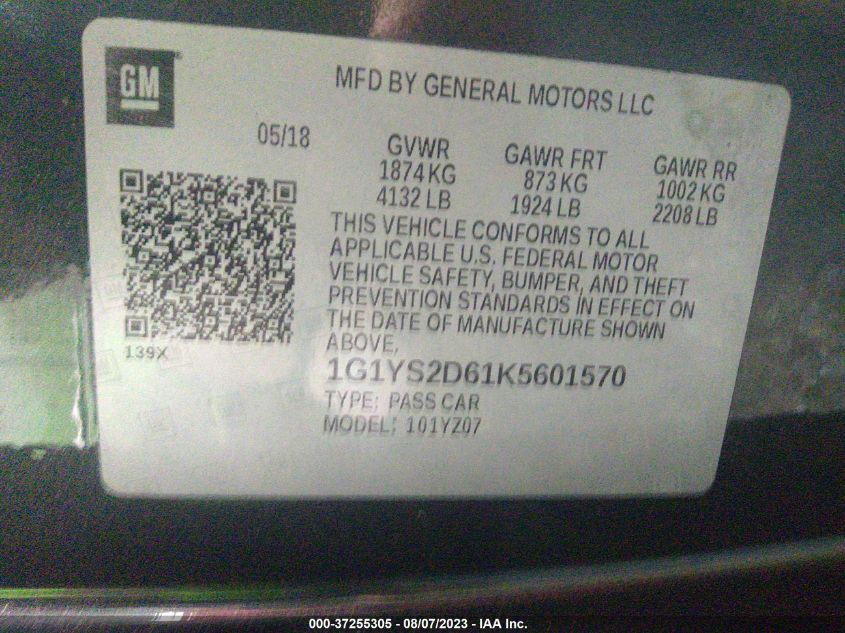 GM
MFD BY GENERAL MOTORS LLC
05/18
GVWR
1874 KG
4132 LB
GAWR FRT
873 KG
1924 LB
GAWR RR
1002 KG
2208 LB
THIS VEHICLE CONFORMS TO ALL
APPLICABLE U.S. FEDERAL MOTOR
VEHICLE SAFETY, BUMPER, AND THEFT
PREVENTION STANDARDS IN EFFECT ON
THE DATE OF MANUFACTURE SHOWN
ABOVE.
139X
1G1YS2D61K5601570
TYPE: PASS CAR
MODEL: 101YZ07
000-37255305 - 08/07/2023 - IAA Inc.